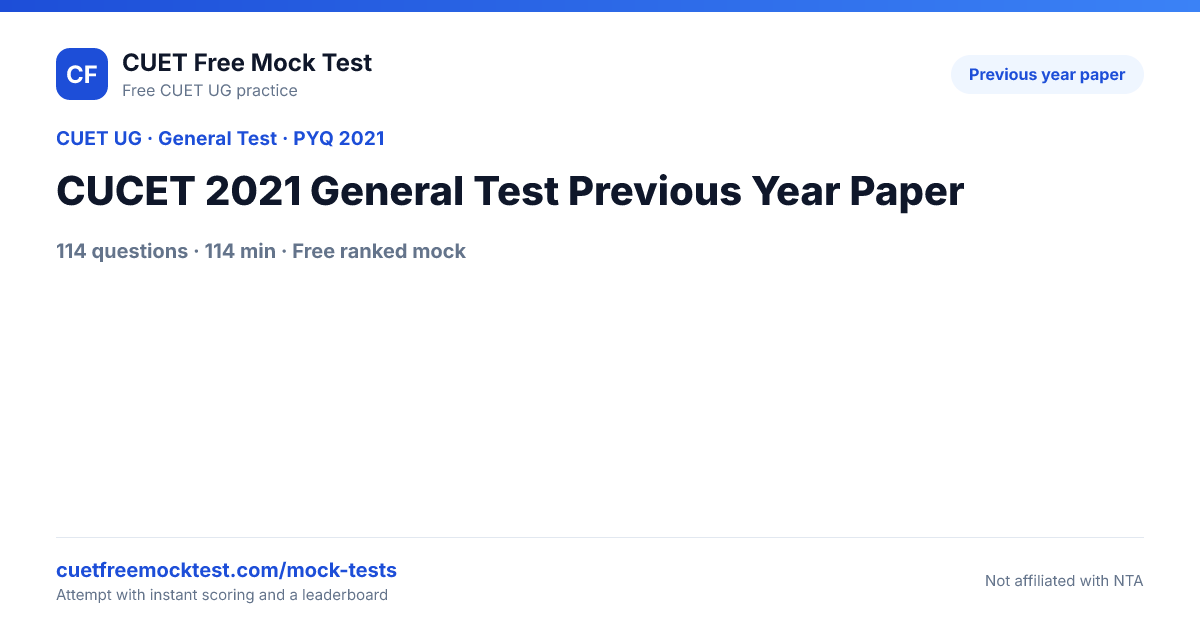 CF
CUET Free Mock Test
Free CUET UG practice
Previous year paper
CUET UG · General Test · PYQ 2021
CUCET 2021 General Test Previous Year Paper
114 questions · 114 min · Free ranked mock
cuetfreemocktest.com/mock-tests
Attempt with instant scoring and a leaderboard
Not affiliated with NTA